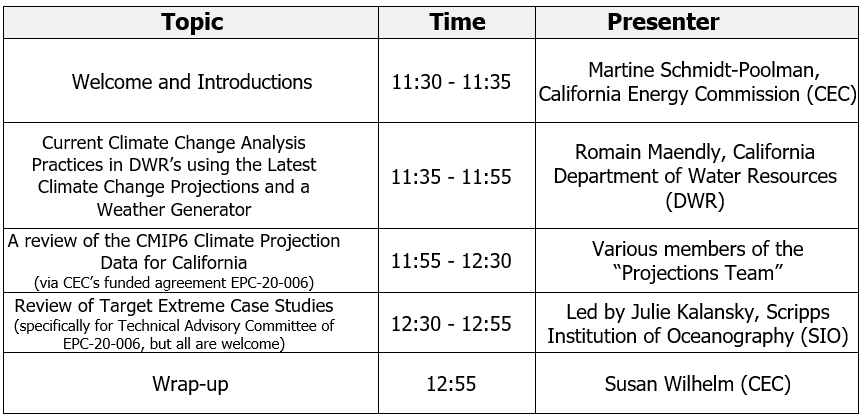 Topic Time Presenter
Welcome and Introductions 11:30 - 11:35 Martine Schmidt-Poolman,
California Energy Commission (CEC)
Current Climate Change Analysis
Practices in DWR’s using the Latest
Climate Change Projections and a
Weather Generator
11:35 - 11:55
Romain Maendly, California
Department of Water Resources
(DWR)
A review of the CMIP6 Climate Projection
Data for California
(via CEC’s funded agreement EPC-20-006)
11:55 - 12:30
Various members of the
“Projections Team”
Review of Target Extreme Case Studies
(specifically for Technical Advisory Committee of
EPC-20-006, but all are welcome)
12:30 - 12:55
Led by Julie Kalansky, Scripps
Institution of Oceanography (SIO)
Wrap-up 12:55 Susan Wilhelm (CEC)